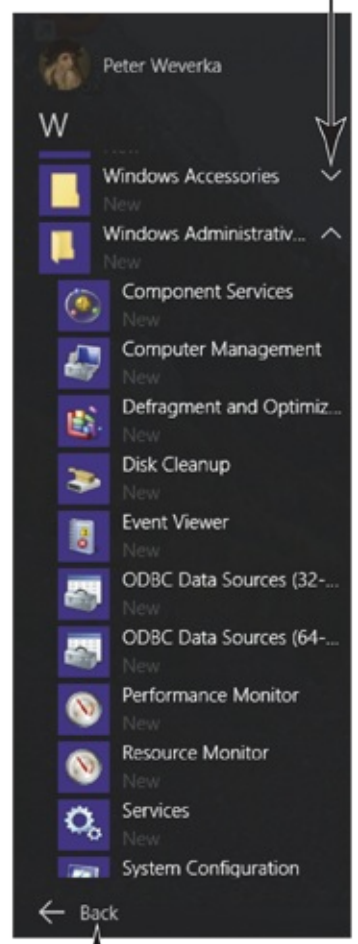 Peter Weverka
W
New
Windows Accessories
New
Windows Administrativ...
New
Component Services
New
Computer Management
New
Defragment and Optimiz...
New
Disk Cleanup
New
Event Viewer
New
ODBC Data Sources (32-...
New
ODBC Data Sources (64-...
New
Performance Monitor
New
Resource Monitor
New
Services
New
System Configuration
Back